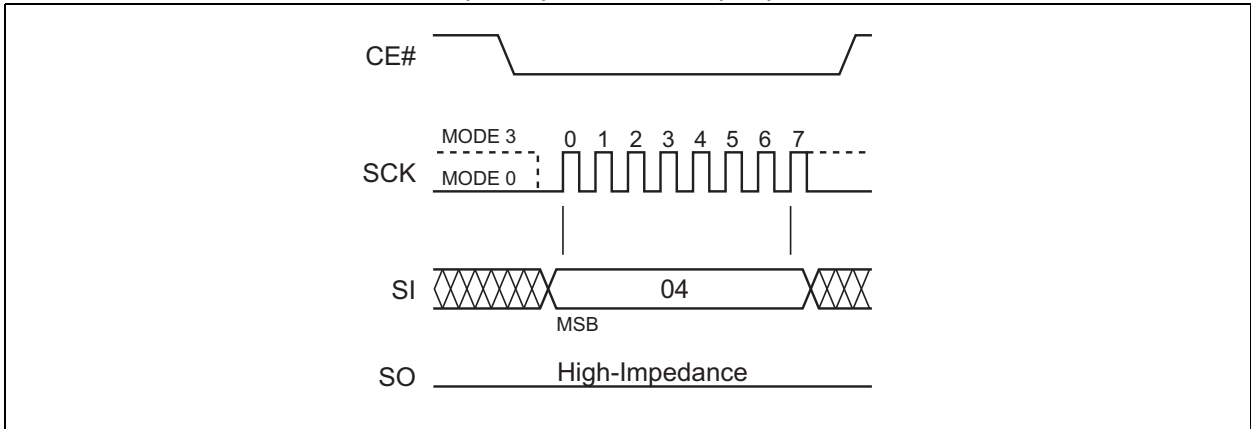 CE#
MODE 3 0 1 2 3 4 5 6 7
SCK
MODE 0
SI 04
MSB
SO High-Impedance